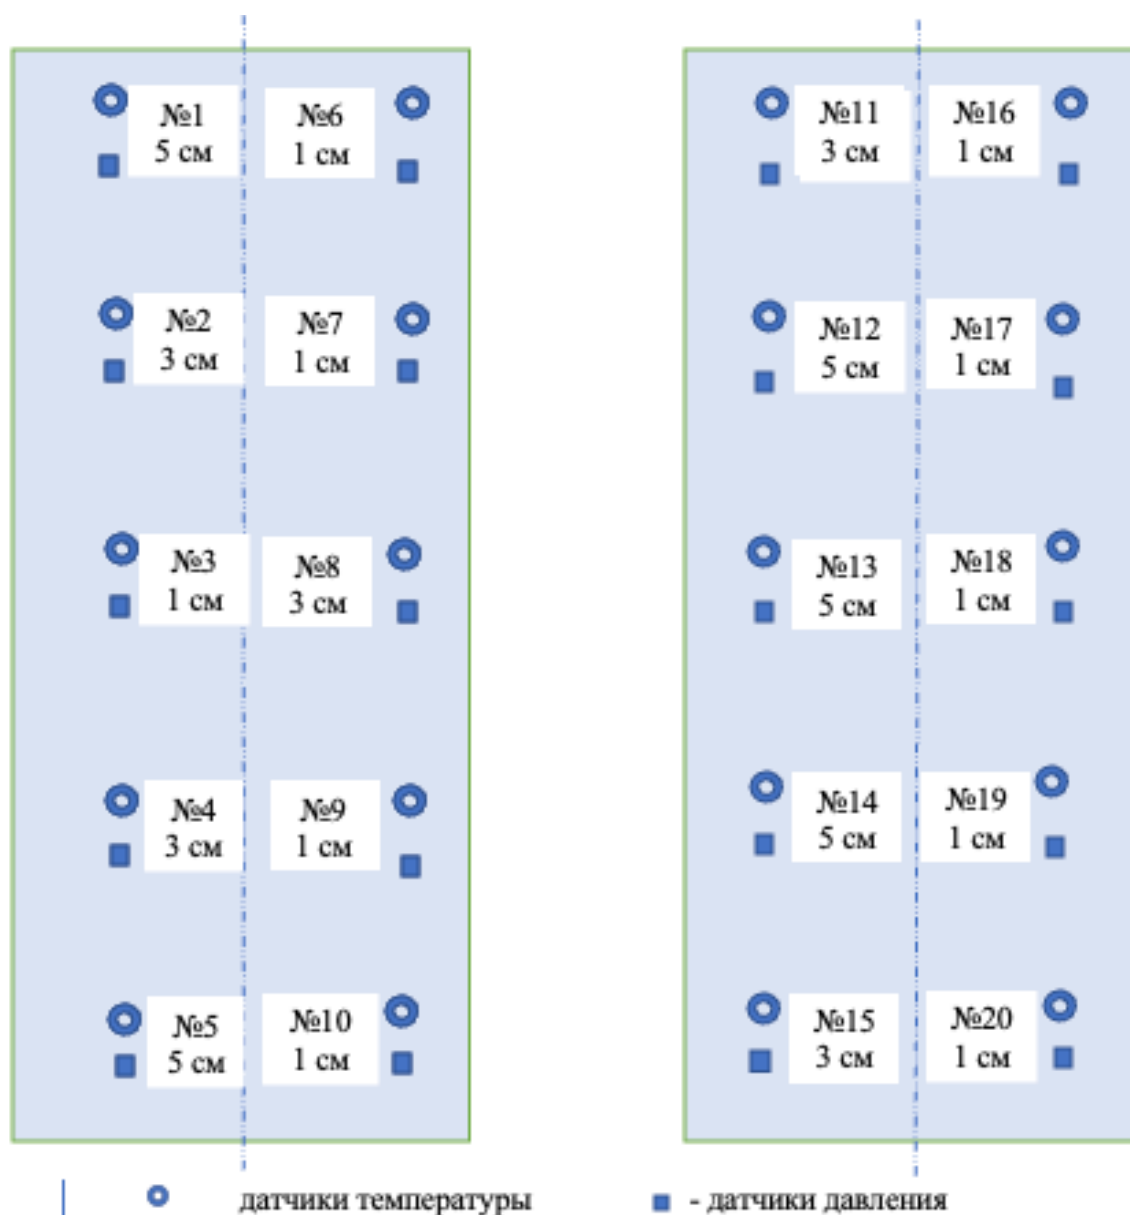 №1
5 см
№6
1 см
№11
3 см
№16
1 см
№2
3 см
№7
1 см
№12
5 см
№17
1 см
№3
1 см
№8
3 см
№13
5 см
№18
1 см
№4
3 см
№9
1 см
№14
5 см
№19
1 см
№5
5 см
№10
1 см
№15
3 см
№20
1 см
датчики температуры
- датчики давления